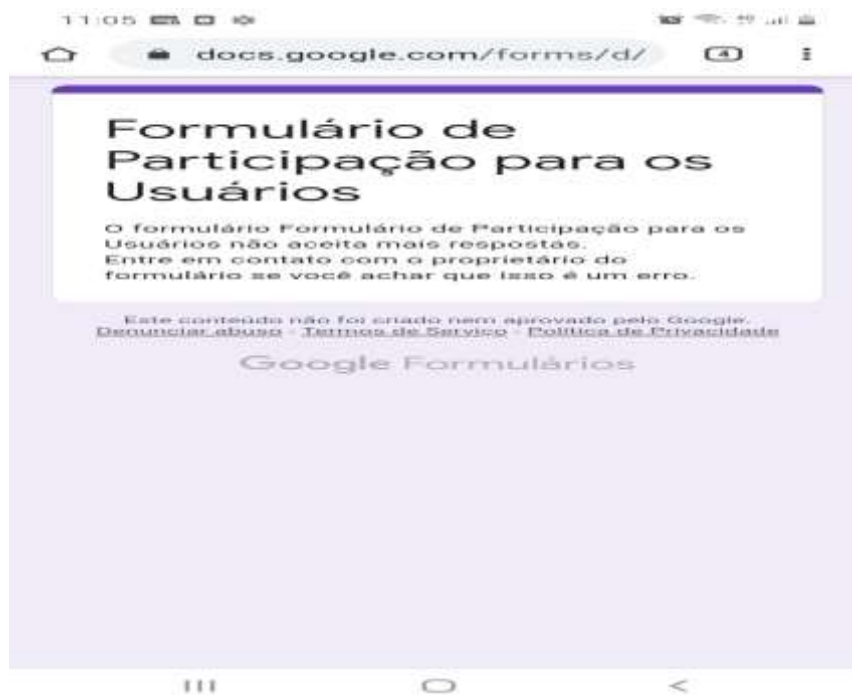 11:05
docs.google.com/forms/d/
4
Formulário de
Participação para os
Usuários
O formulário Formulário de Participação para os
Usuários não aceita mais respostas.
Entre em contato com o proprietário do
formulário se você achar que isso é um erro.
Este conteúdo não foi criado nem aprovado pelo Google.
Denunciar abuso - Termos de Serviço - Política de Privacidade
Google Formulários